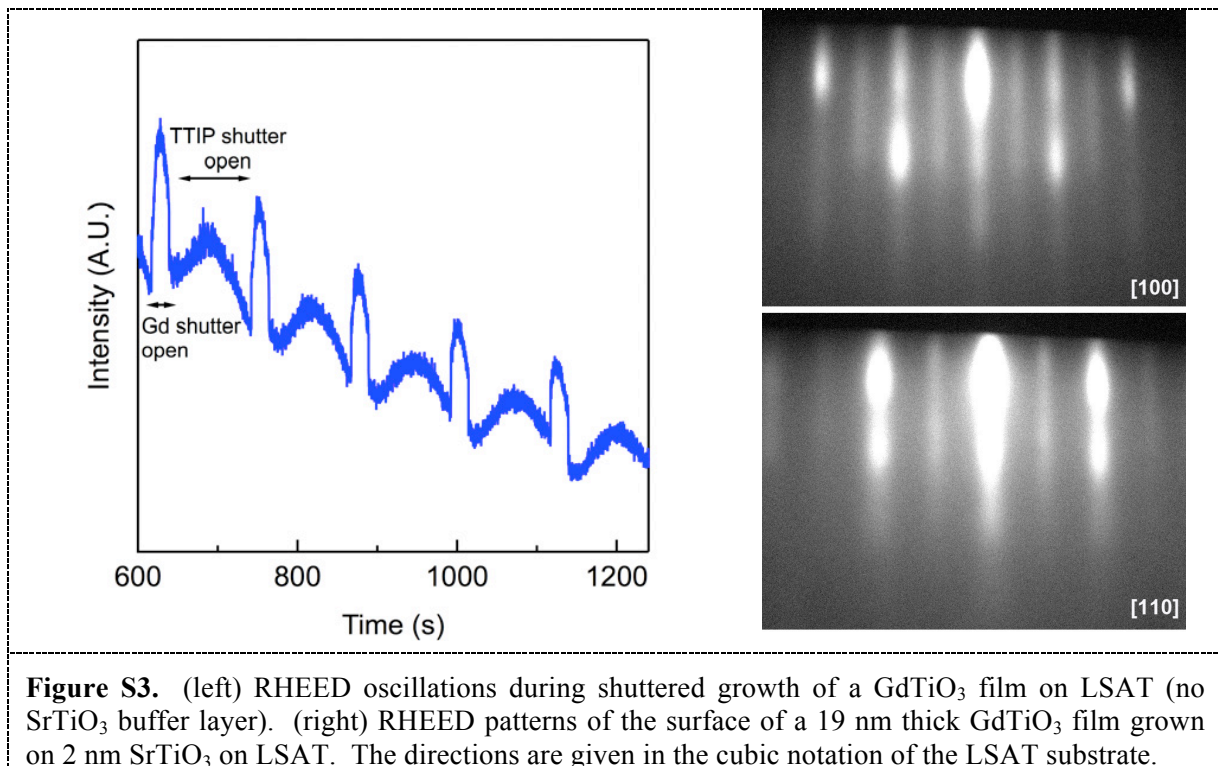 TTIP shutter
open
Gd shutter
open
Intensity (A.U.)
600
800
1000
1200
Time (s)
[100]
[110]
Figure S3. (left) RHEED oscillations during shuttered growth of a GdTiO₃ film on LSAT (no
SrTiO₃ buffer layer). (right) RHEED patterns of the surface of a 19 nm thick GdTiO₃ film grown
on 2 nm SrTiO₃ on LSAT. The directions are given in the cubic notation of the LSAT substrate.